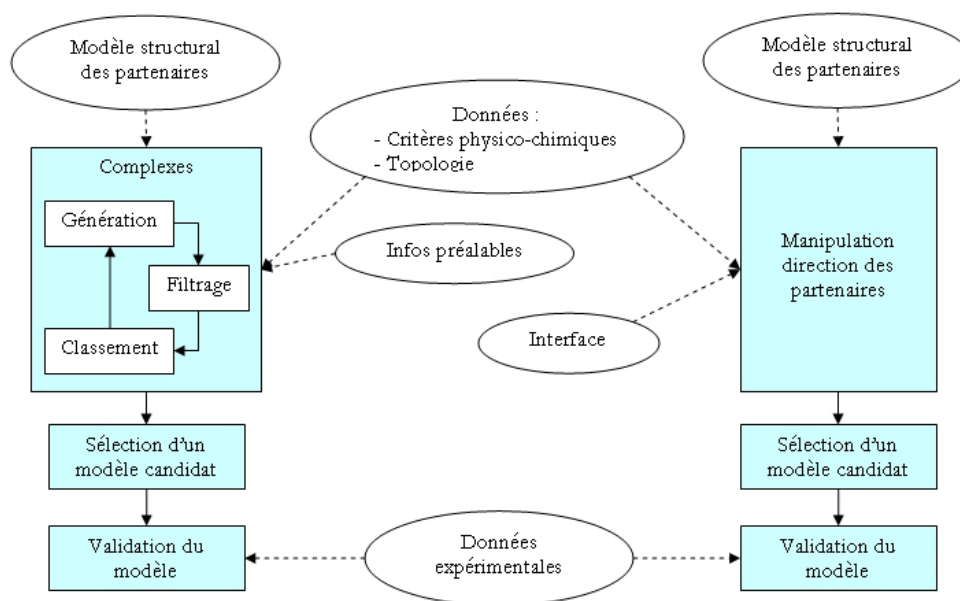 Modèle structural
des partenaires
Modèle structural
des partenaires
Données :
- Critères physico-chimiques
- Topologie
Complexes
Génération
Filtrage
Classement
Infos préalables
Interface
Manipulation
direction des
partenaires
Sélection d'un
modèle candidat
Sélection d'un
modèle candidat
Validation du
modèle
Données
expérimentales
Validation du
modèle